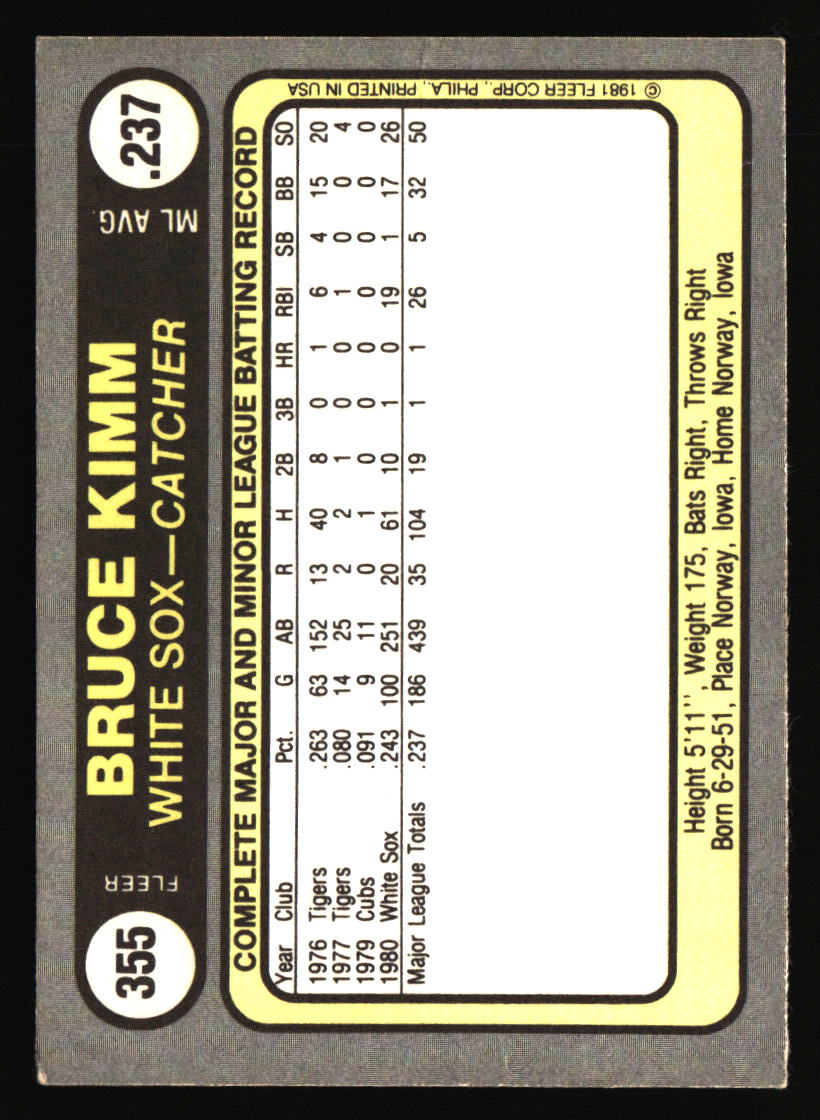 355
FLEER
BRUCE KIMM
WHITE SOX—CATCHER
ML AVG.
.237
COMPLETE MAJOR AND MINOR LEAGUE BATTING RECORD
Year Club Pct. G AB R H 2B 3B HR RBI SB BB SO
1976 Tigers .263 63 152 13 40 8 0 1 6 4 15 20
1977 Tigers .080 14 25 2 2 1 0 0 1 0 0 4
1979 Cubs .091 9 11 0 1 0 0 0 0 0 0 0
1980 White Sox .243 100 251 20 61 10 1 0 19 1 17 26
Major League Totals .237 186 439 35 104 19 1 1 26 5 32 50
© 1981 FLEER CORP., PHILA., PRINTED IN USA
Height 5'11'', Weight 175, Bats Right, Throws Right
Born 6-29-51, Place Norway, Iowa, Home Norway, Iowa